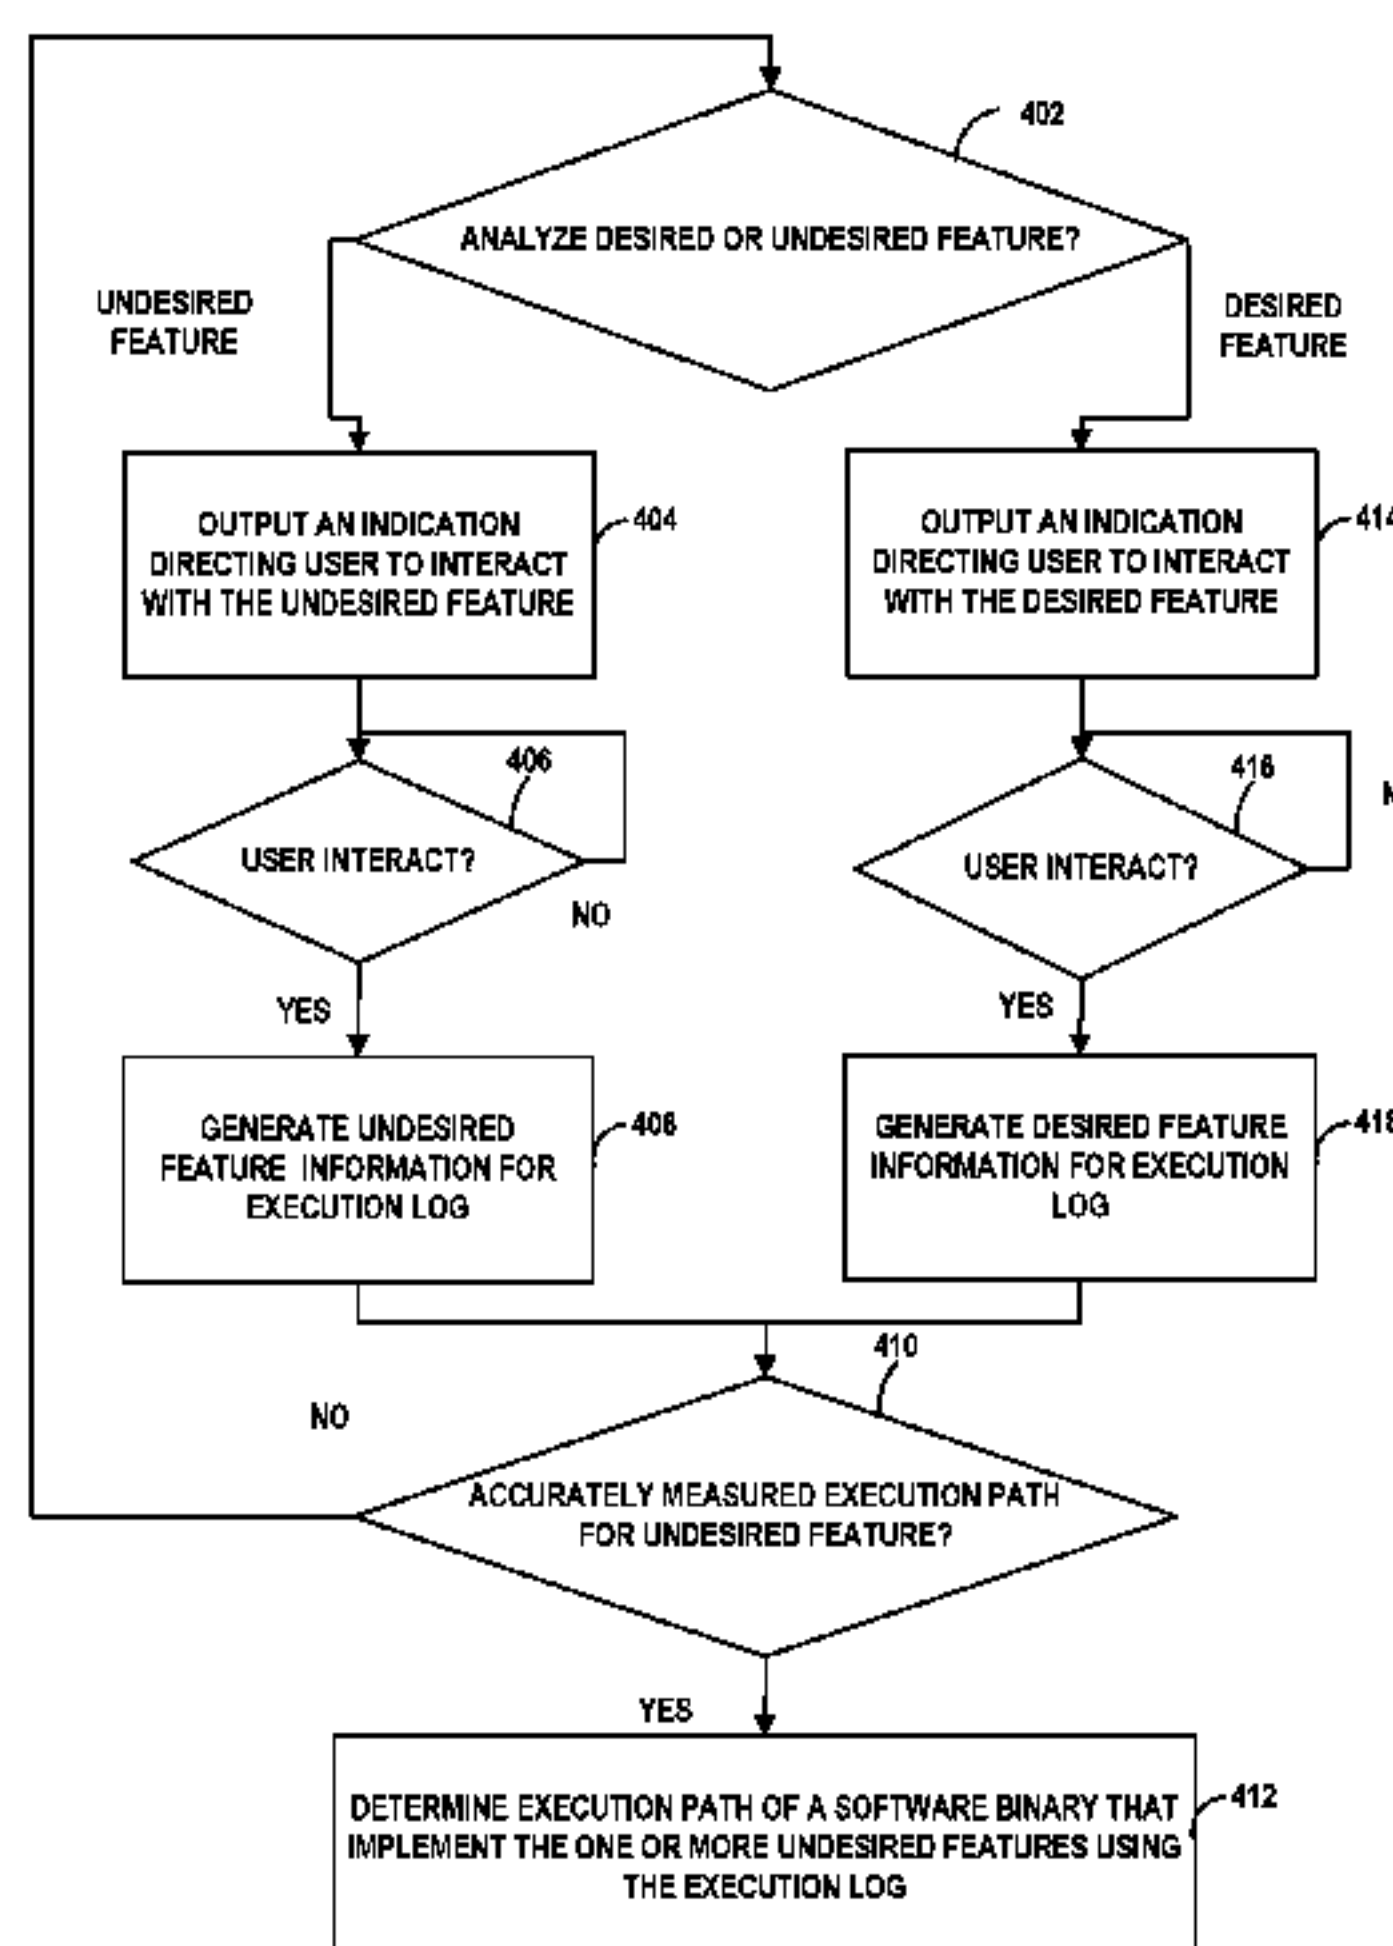 402
ANALYZE DESIRED OR UNDESIRED FEATURE?
UNDESIRED
FEATURE
DESIRED
FEATURE
OUTPUT AN INDICATION
DIRECTING USER TO INTERACT
WITH THE UNDESIRED FEATURE
404
OUTPUT AN INDICATION
DIRECTING USER TO INTERACT
WITH THE DESIRED FEATURE
414
406
USER INTERACT?
NO
YES
416
USER INTERACT?
YES
GENERATE UNDESIRED
FEATURE INFORMATION FOR
EXECUTION LOG
408
GENERATE DESIRED FEATURE
INFORMATION FOR EXECUTION
LOG
418
410
NO
ACCURATELY MEASURED EXECUTION PATH
FOR UNDESIRED FEATURE?
YES
DETERMINE EXECUTION PATH OF A SOFTWARE BINARY THAT
IMPLEMENT THE ONE OR MORE UNDESIRED FEATURES USING
THE EXECUTION LOG
412